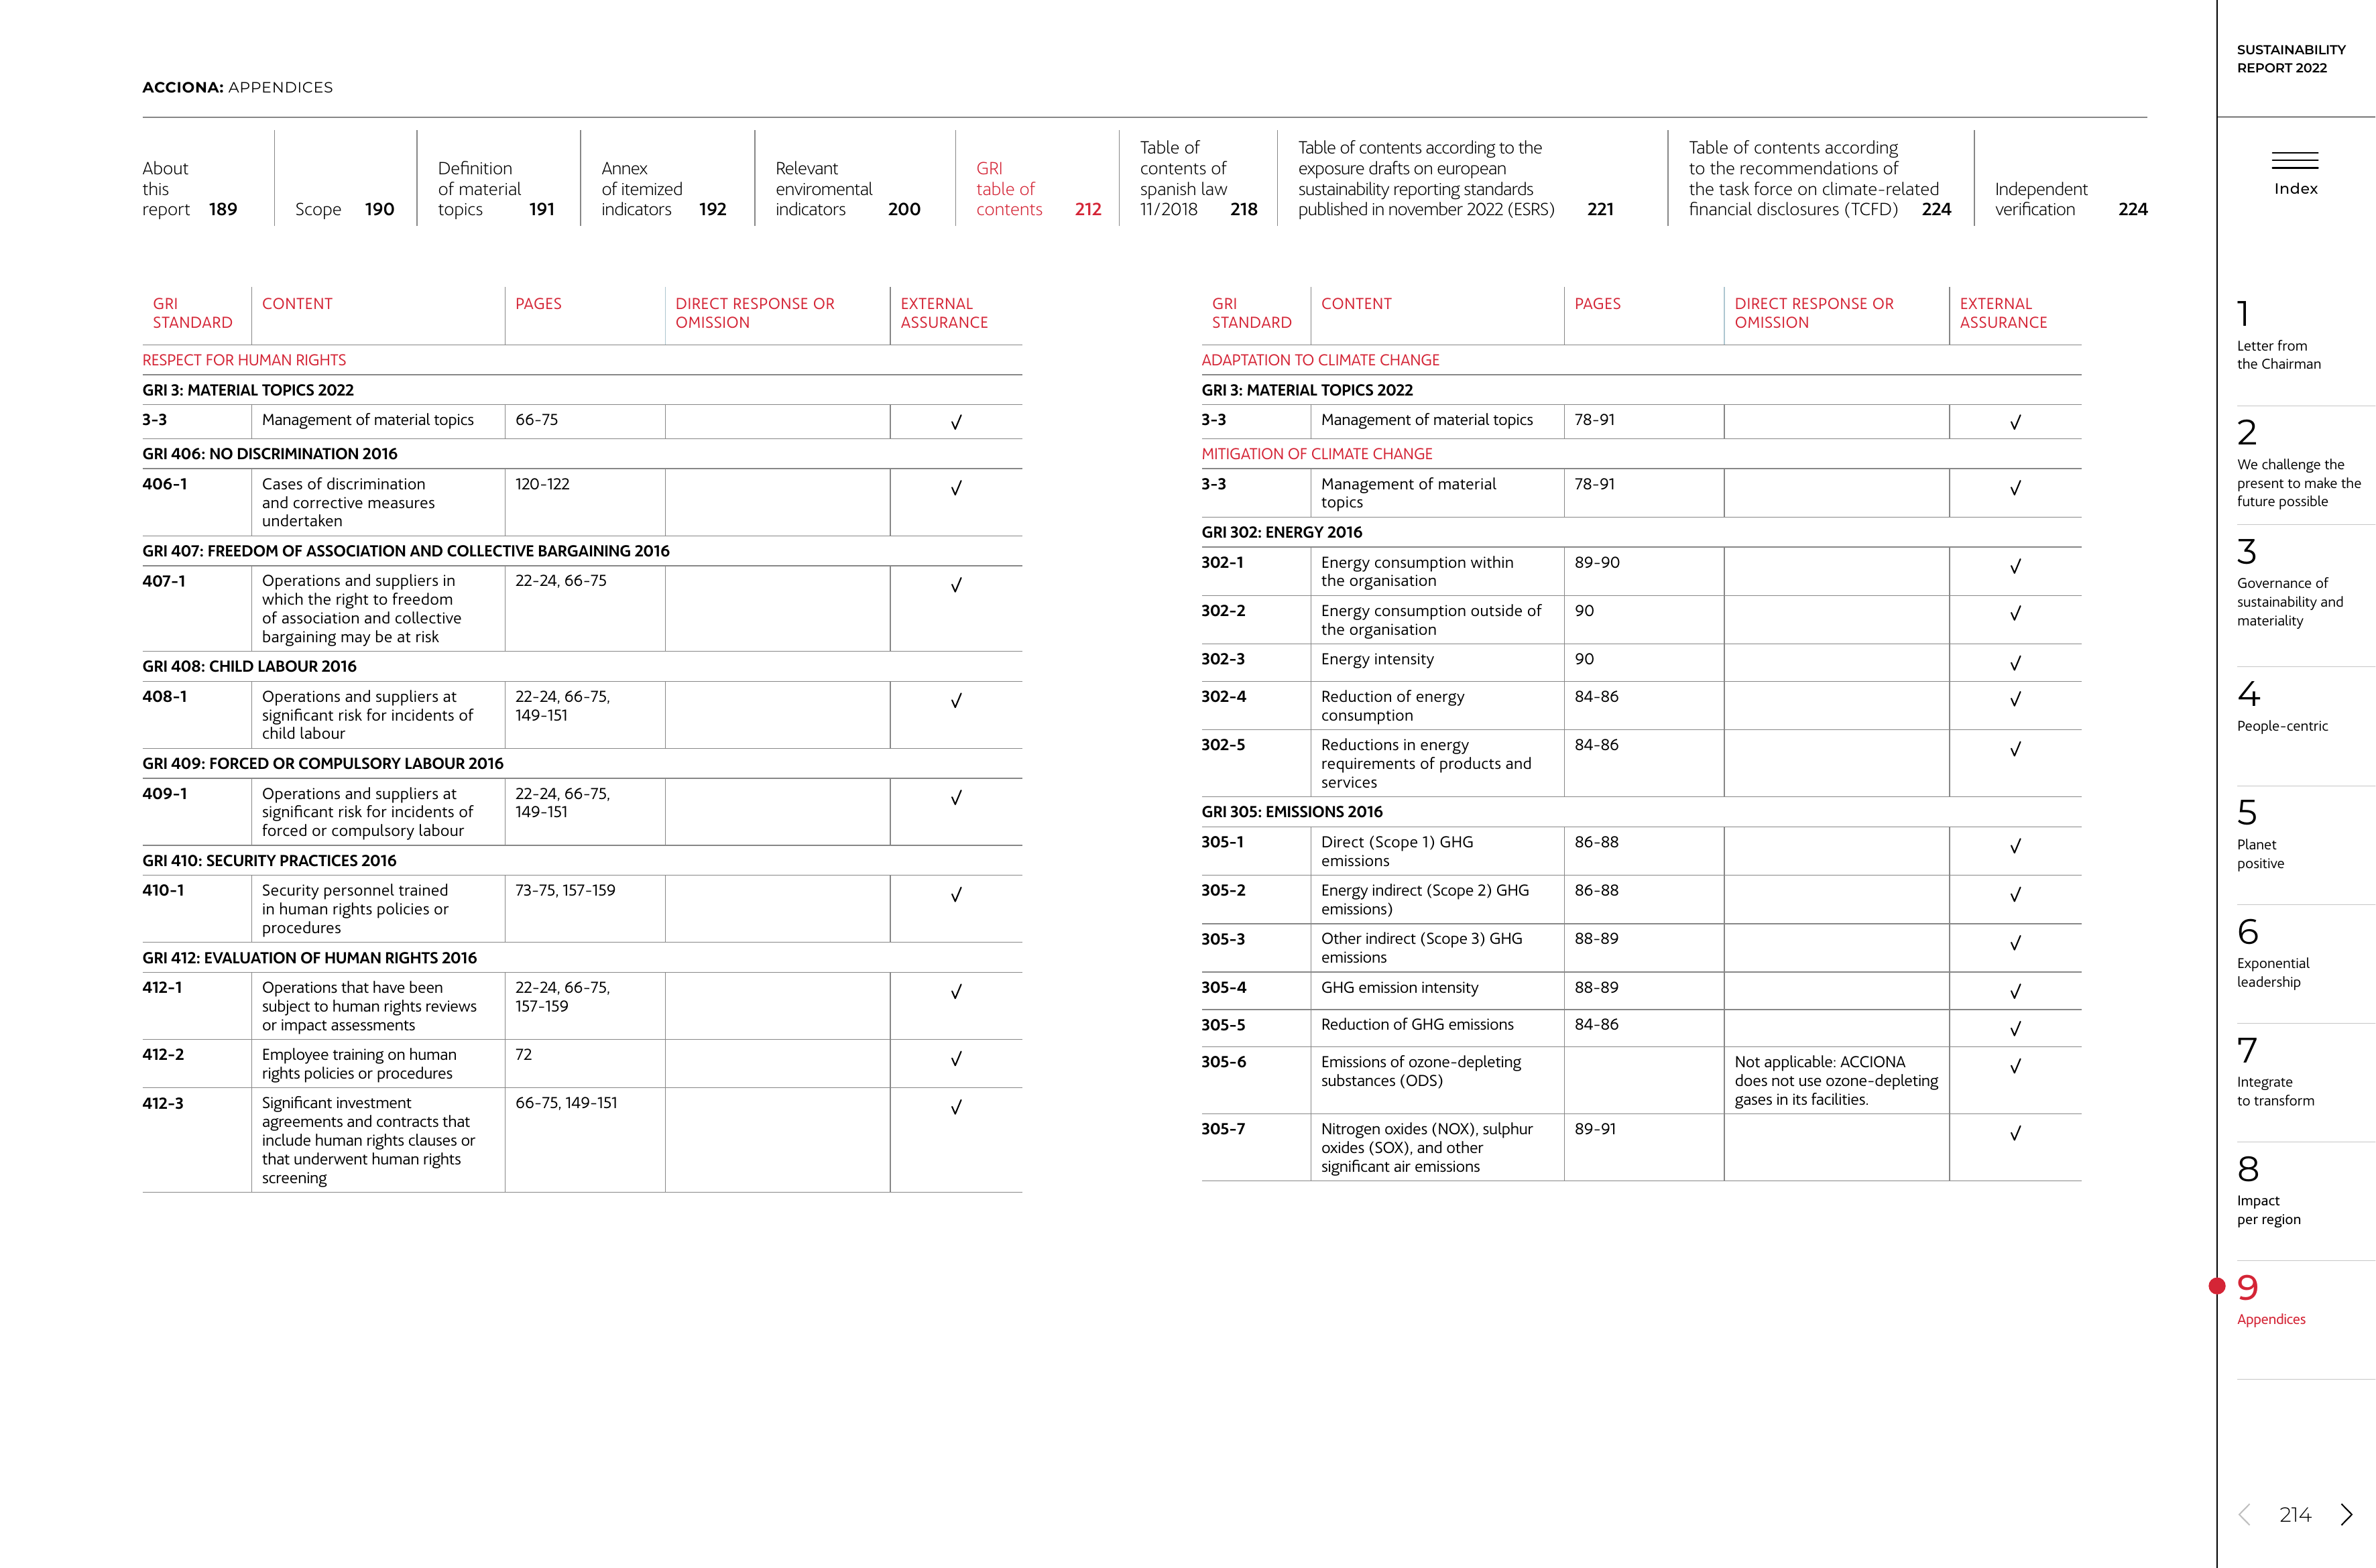 ACCIONA: APPENDICES
SUSTAINABILITY
REPORT 2022
About
this
report 189
Scope 190
Definition
of material
topics 191
Annex
of itemized
indicators 192
Relevant
enviromental
indicators 200
GRI
table of
contents 212
Table of
contents of
spanish law
11/2018 218
Table of contents according to the
exposure drafts on european
sustainability reporting standards
published in november 2022 (ESRS) 221
Table of contents according
to the recommendations of
the task force on climate-related
financial disclosures (TCFD) 224
Independent
verification 224
Index
GRI
STANDARD
CONTENT
PAGES
DIRECT RESPONSE OR
OMISSION
EXTERNAL
ASSURANCE
RESPECT FOR HUMAN RIGHTS
GRI 3: MATERIAL TOPICS 2022
3-3 Management of material topics 66-75 √
GRI 406: NO DISCRIMINATION 2016
406-1 Cases of discrimination 120-122 √
and corrective measures
undertaken
GRI 407: FREEDOM OF ASSOCIATION AND COLLECTIVE BARGAINING 2016
407-1 Operations and suppliers in 22-24, 66-75 √
which the right to freedom
of association and collective
bargaining may be at risk
GRI 408: CHILD LABOUR 2016
408-1 Operations and suppliers at 22-24, 66-75, √
significant risk for incidents of 149-151
child labour
GRI 409: FORCED OR COMPULSORY LABOUR 2016
409-1 Operations and suppliers at 22-24, 66-75, √
significant risk for incidents of 149-151
forced or compulsory labour
GRI 410: SECURITY PRACTICES 2016
410-1 Security personnel trained 73-75, 157-159 √
in human rights policies or
procedures
GRI 412: EVALUATION OF HUMAN RIGHTS 2016
412-1 Operations that have been 22-24, 66-75, √
subject to human rights reviews 157-159
or impact assessments
412-2 Employee training on human 72 √
rights policies or procedures
412-3 Significant investment 66-75, 149-151 √
agreements and contracts that
include human rights clauses or
that underwent human rights
screening
GRI
STANDARD
CONTENT
PAGES
DIRECT RESPONSE OR
OMISSION
EXTERNAL
ASSURANCE
ADAPTATION TO CLIMATE CHANGE
GRI 3: MATERIAL TOPICS 2022
3-3 Management of material topics 78-91 √
MITIGATION OF CLIMATE CHANGE
3-3 Management of material 78-91 √
topics
GRI 302: ENERGY 2016
302-1 Energy consumption within 89-90 √
the organisation
302-2 Energy consumption outside of 90 √
the organisation
302-3 Energy intensity 90 √
302-4 Reduction of energy 84-86 √
consumption
302-5 Reductions in energy 84-86 √
requirements of products and
services
GRI 305: EMISSIONS 2016
305-1 Direct (Scope 1) GHG 86-88 √
emissions
305-2 Energy indirect (Scope 2) GHG 86-88 √
emissions)
305-3 Other indirect (Scope 3) GHG 88-89 √
emissions
305-4 GHG emission intensity 88-89 √
305-5 Reduction of GHG emissions 84-86 √
305-6 Emissions of ozone-depleting Not applicable: ACCIONA √
substances (ODS) does not use ozone-depleting
gases in its facilities.
305-7 Nitrogen oxides (NOX), sulphur 89-91 √
oxides (SOX), and other
significant air emissions
1
Letter from
the Chairman
2
We challenge the
present to make the
future possible
3
Governance of
sustainability and
materiality
4
People-centric
5
Planet
positive
6
Exponential
leadership
7
Integrate
to transform
8
Impact
per region
9
Appendices
214